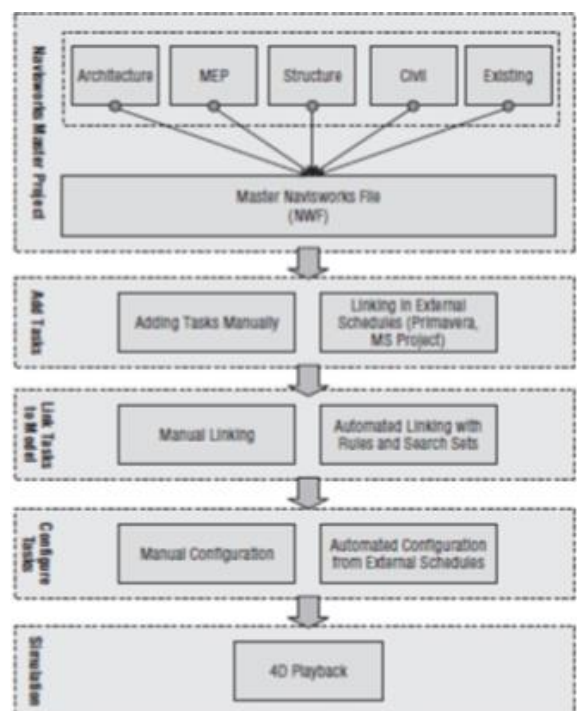 Navisworks Master Project
Architecture
MEP
Structure
Civil
Existing
Master Navisworks File
(NWF)
Add Tasks
Adding Tasks Manually
Linking in External
Schedules (Primavera,
MS Project)
Link Tasks
to Model
Manual Linking
Automated Linking with
Rules and Search Sets
Configure
Tasks
Manual Configuration
Automated Configuration
from External Schedules
Simulation
4D Playback